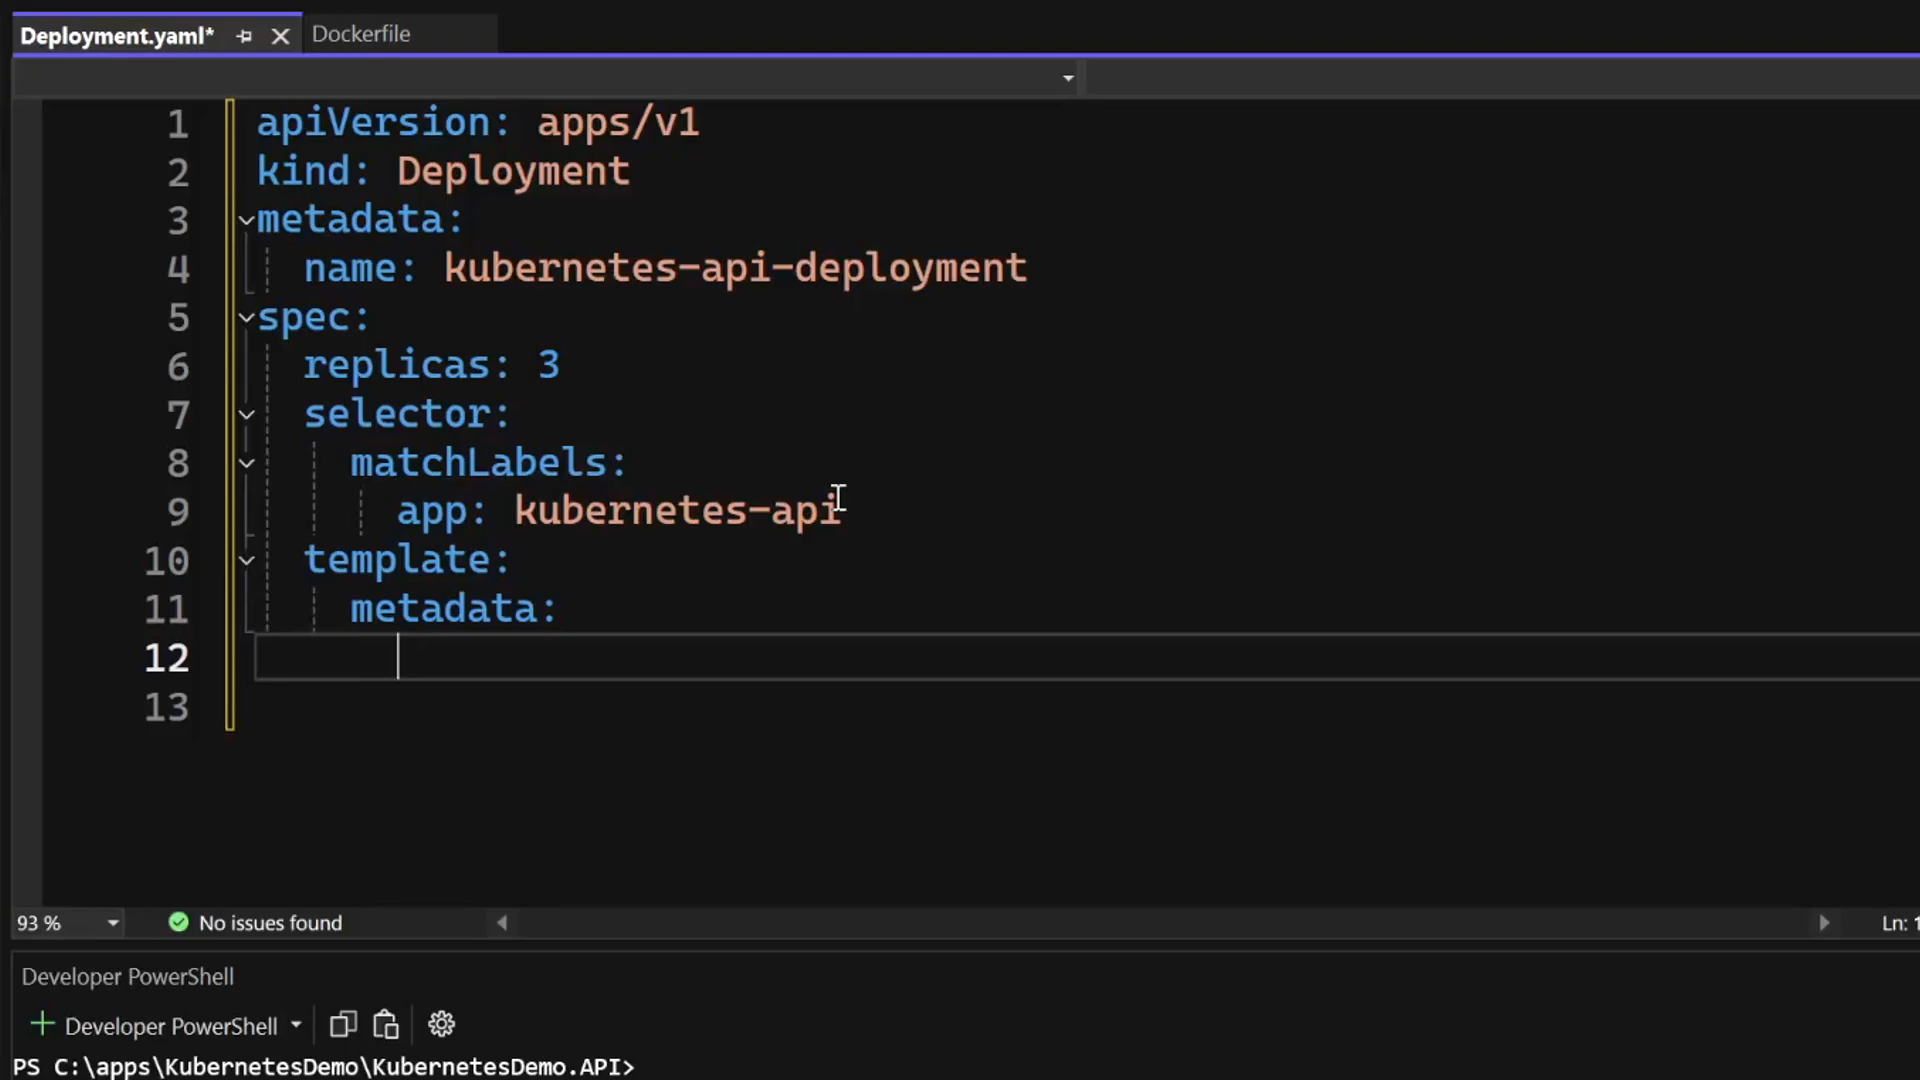 Deployment.yaml* Dockerfile
1 apiVersion: apps/v1
2 kind: Deployment
3 metadata:
4 name: kubernetes-api-deployment
5 spec:
6 replicas: 3
7 selector:
8 matchLabels:
9 app: kubernetes-api
10 template:
11 metadata:
12
13
93 % No issues found Ln: 1
Developer PowerShell
+ Developer PowerShell
PS C:\apps\KubernetesDemo\KubernetesDemo.API>